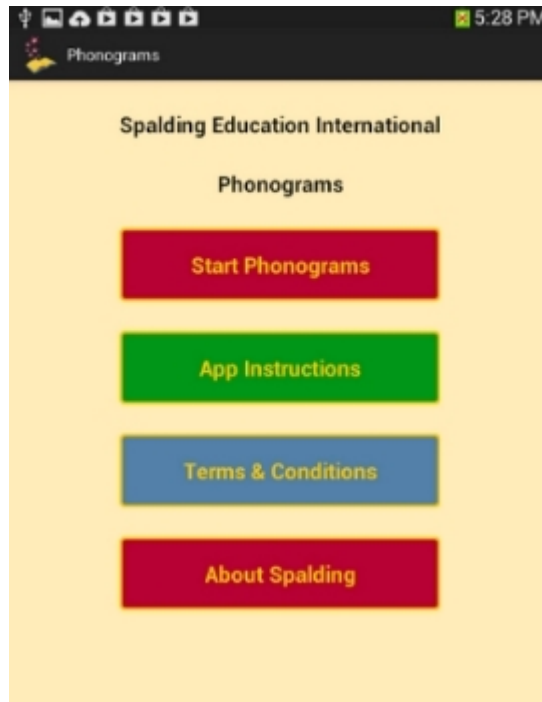 5:28 PM
Phonograms
Spalding Education International
Phonograms
Start Phonograms
App Instructions
Terms & Conditions
About Spalding